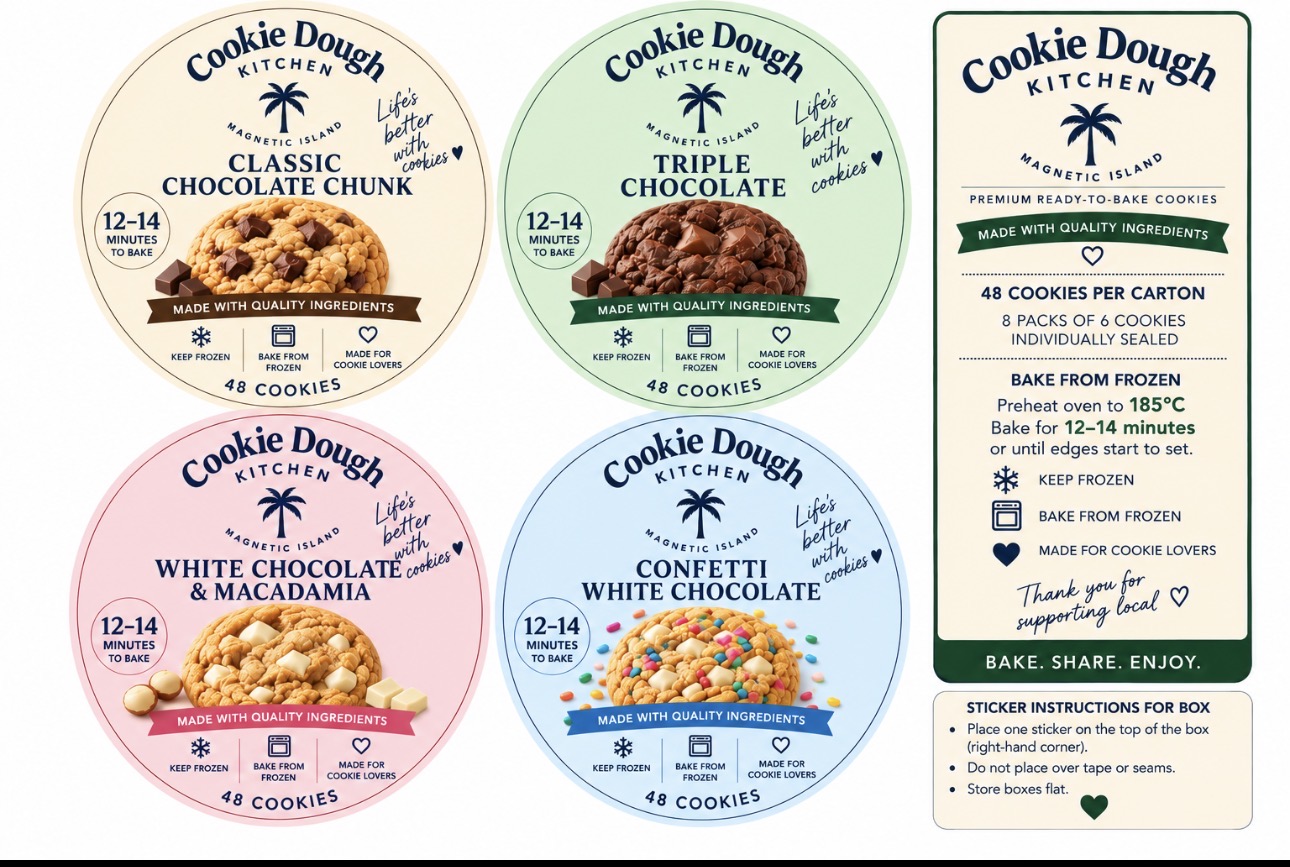 Cookie Dough
KITCHEN
MAGNETIC ISLAND
Life's
better
with
cookies
CLASSIC
CHOCOLATE CHUNK
12–14
MINUTES
TO BAKE
MADE WITH QUALITY INGREDIENTS
KEEP FROZEN
BAKE FROM
FROZEN
MADE FOR
COOKIE LOVERS
48 COOKIES
Cookie Dough
KITCHEN
MAGNETIC ISLAND
Life's
better
with
cookies
TRIPLE
CHOCOLATE
12–14
MINUTES
TO BAKE
MADE WITH QUALITY INGREDIENTS
KEEP FROZEN
BAKE FROM
FROZEN
MADE FOR
COOKIE LOVERS
48 COOKIES
Cookie Dough
KITCHEN
MAGNETIC ISLAND
Life's
better
with
cookies
WHITE CHOCOLATE
& MACADAMIA
12–14
MINUTES
TO BAKE
MADE WITH QUALITY INGREDIENTS
KEEP FROZEN
BAKE FROM
FROZEN
MADE FOR
COOKIE LOVERS
48 COOKIES
Cookie Dough
KITCHEN
MAGNETIC ISLAND
Life's
better
with
cookies
CONFETTI
WHITE CHOCOLATE
12–14
MINUTES
TO BAKE
MADE WITH QUALITY INGREDIENTS
KEEP FROZEN
BAKE FROM
FROZEN
MADE FOR
COOKIE LOVERS
48 COOKIES
Cookie Dough
KITCHEN
MAGNETIC ISLAND
PREMIUM READY-TO-BAKE COOKIES
MADE WITH QUALITY INGREDIENTS
48 COOKIES PER CARTON
8 PACKS OF 6 COOKIES
INDIVIDUALLY SEALED
BAKE FROM FROZEN
Preheat oven to 185°C
Bake for 12–14 minutes
or until edges start to set.
KEEP FROZEN
BAKE FROM FROZEN
MADE FOR COOKIE LOVERS
Thank you for
supporting local
BAKE. SHARE. ENJOY.
STICKER INSTRUCTIONS FOR BOX
• Place one sticker on the top of the box
(right-hand corner).
• Do not place over tape or seams.
• Store boxes flat.